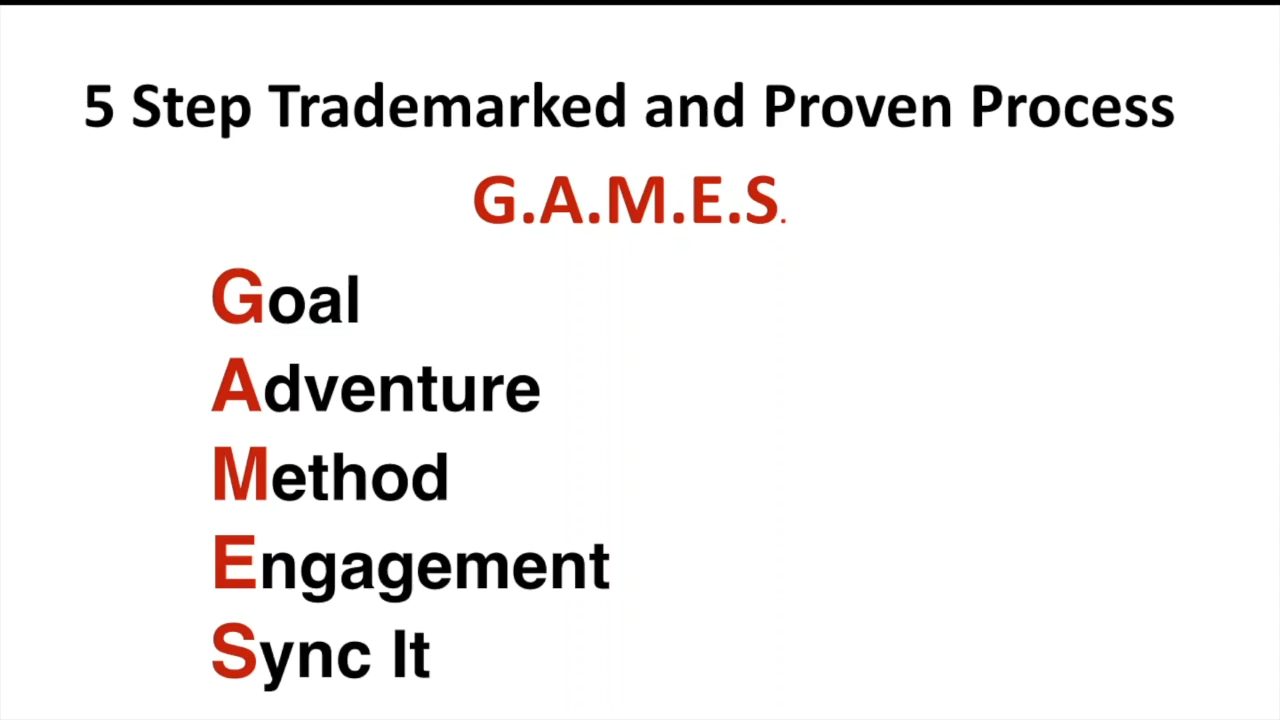 5 Step Trademarked and Proven Process
G.A.M.E.S.
Goal
Adventure
Method
Engagement
Sync It